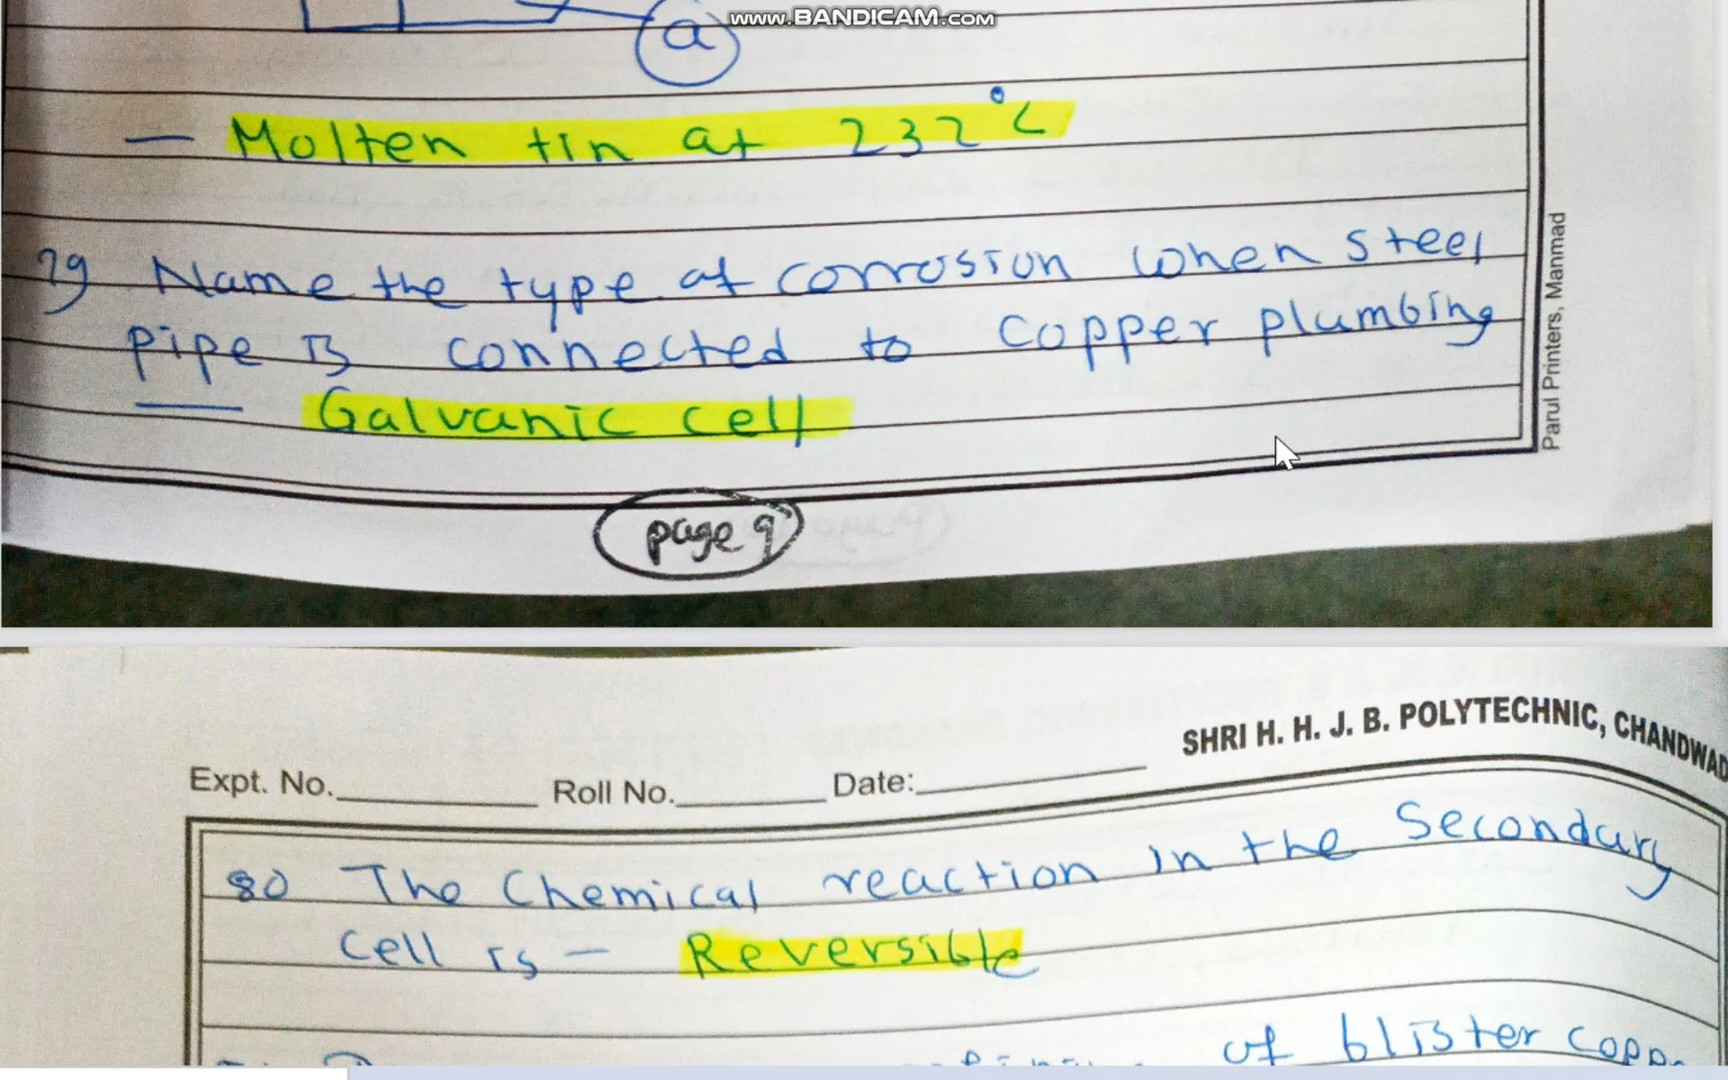 www.BANDICAM.com
a
— Molten tin at 232°C
79 Name the type of corrosion when steel
pipe is connected to copper plumbing
— Galvanic cell
Parul Printers, Manmad
page 9
SHRI H. H. J. B. POLYTECHNIC, CHANDWAD
Expt. No. Roll No. Date:
80 The Chemical reaction in the Secondary
cell is — Reversible
of blister copp